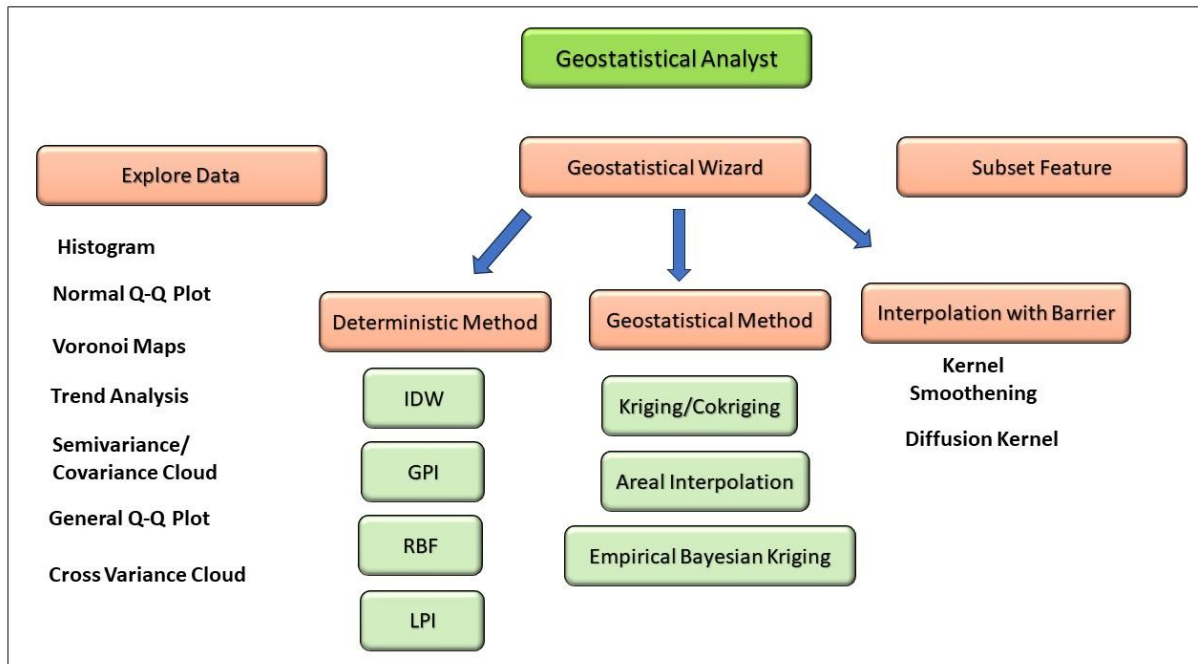 Geostatistical Analyst
Explore Data
Geostatistical Wizard
Subset Feature
Histogram
Normal Q-Q Plot
Voronoi Maps
Trend Analysis
Semivariance/
Covariance Cloud
General Q-Q Plot
Cross Variance Cloud
Deterministic Method
IDW
GPI
RBF
LPI
Geostatistical Method
Kriging/Cokriging
Areal Interpolation
Empirical Bayesian Kriging
Interpolation with Barrier
Kernel
Smoothening
Diffusion Kernel